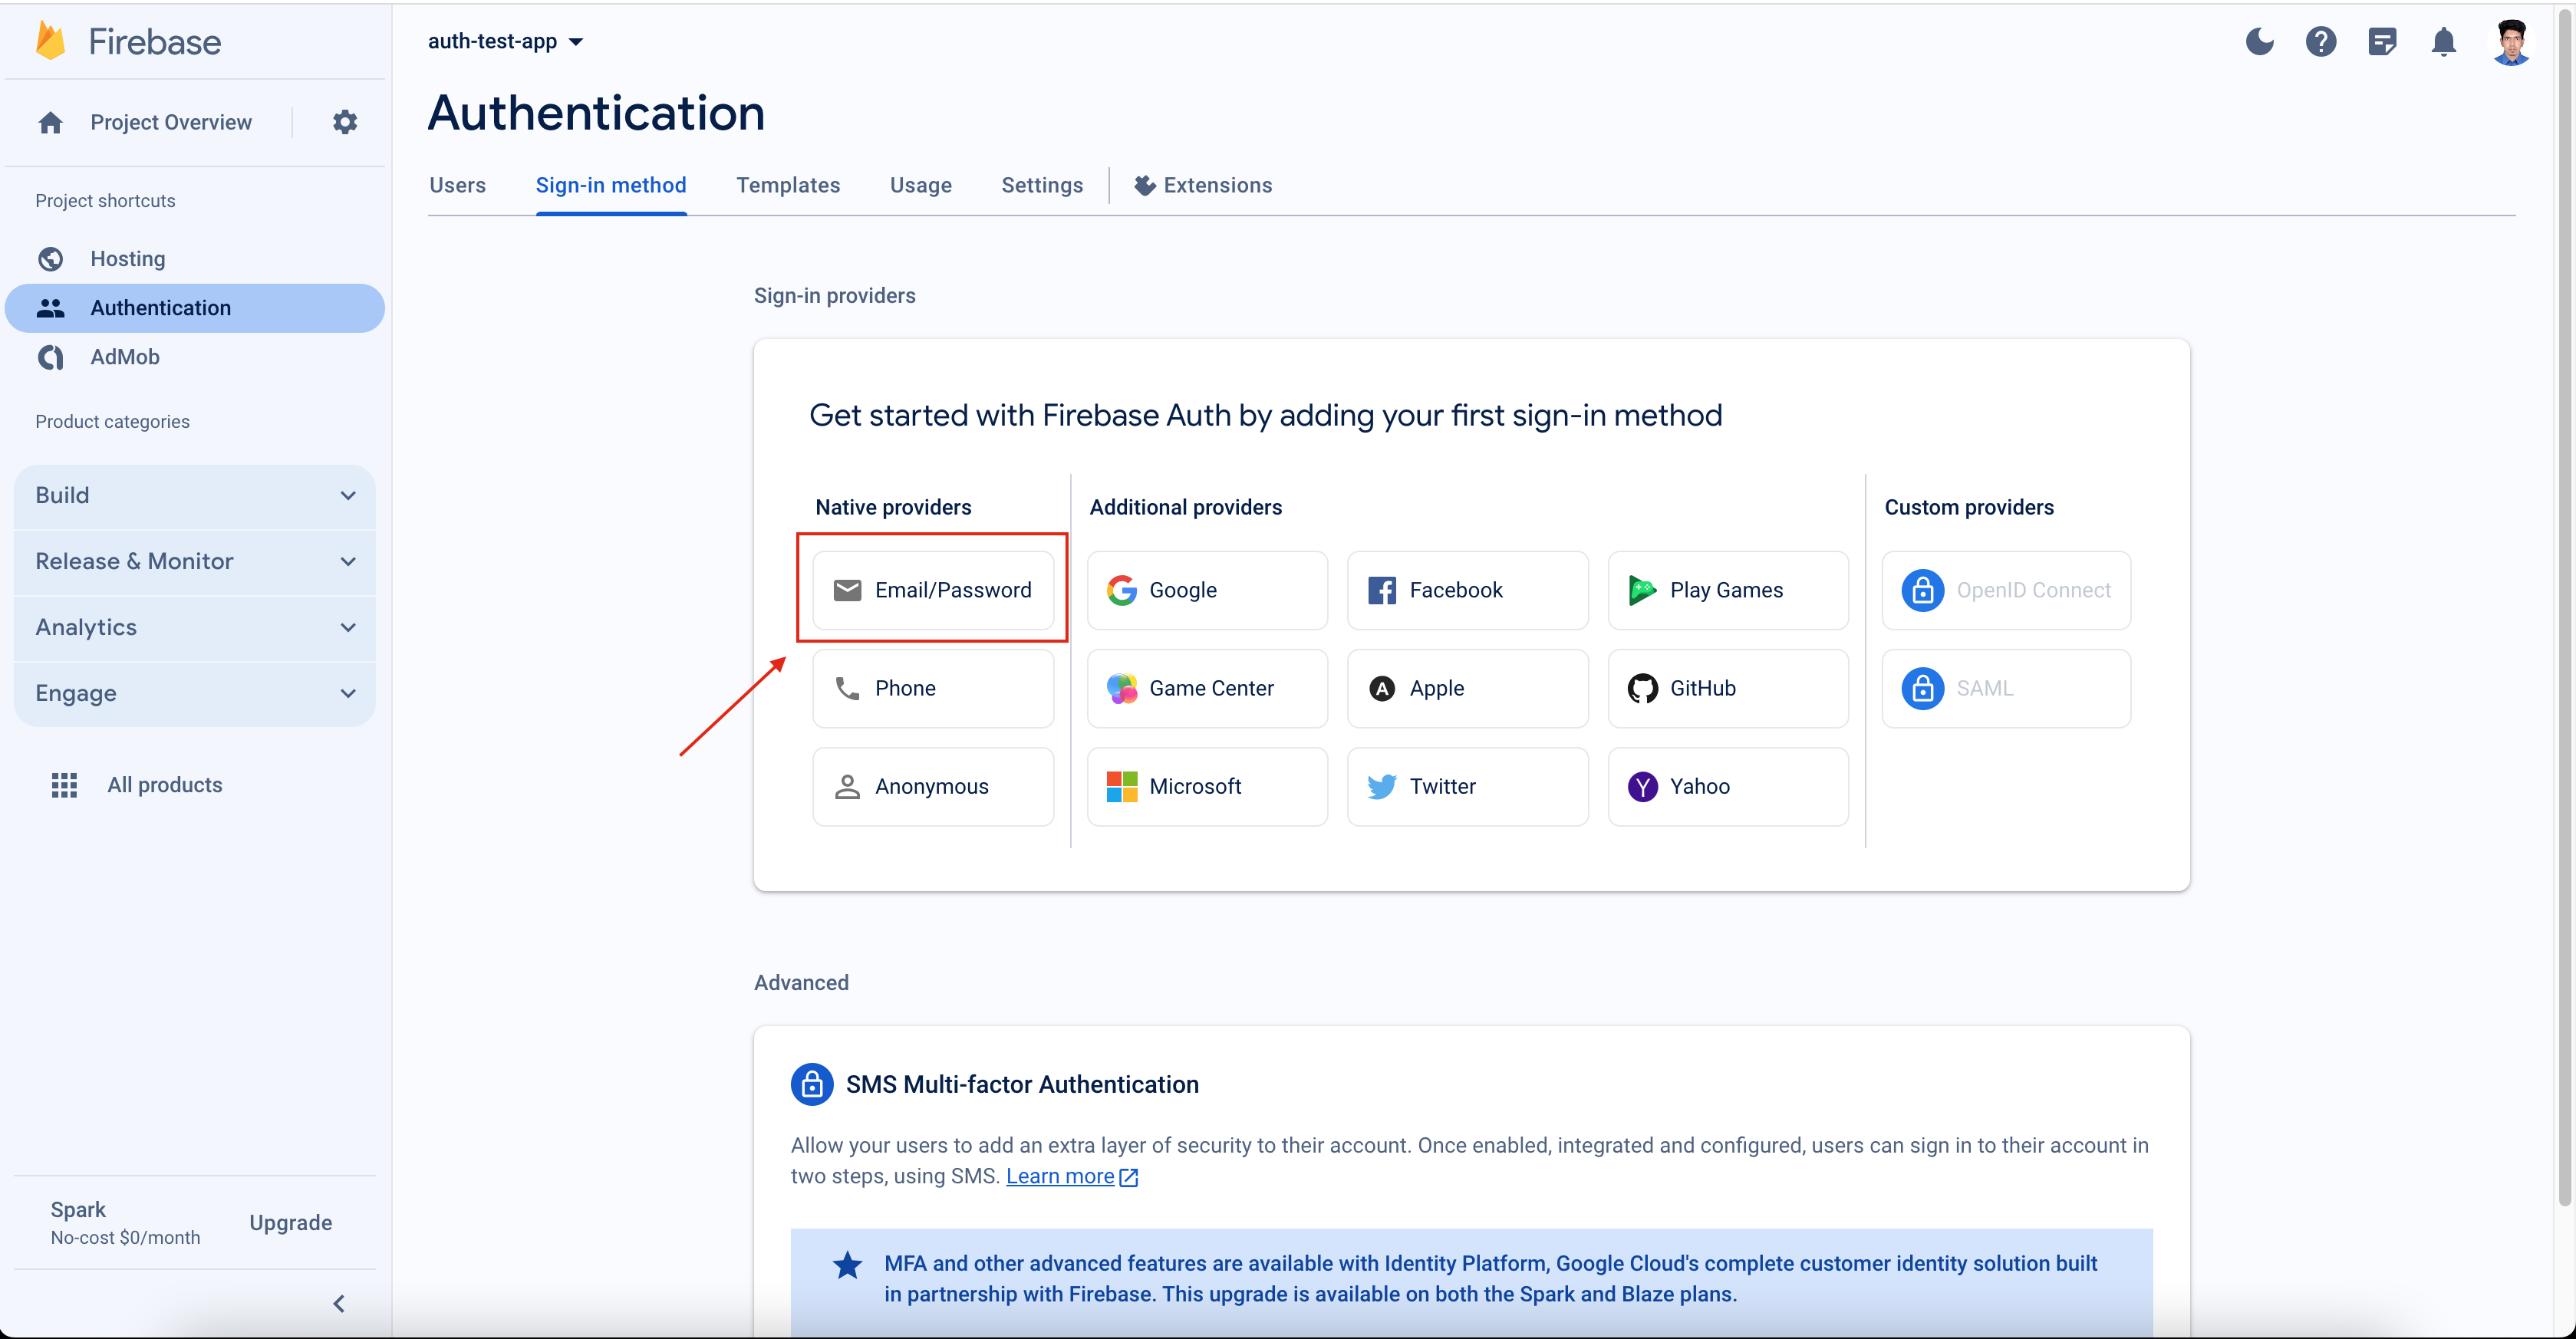 Firebase
auth-test-app
Project Overview
Authentication
Users
Sign-in method
Templates
Usage
Settings
Extensions
Project shortcuts
Hosting
Authentication
AdMob
Product categories
Build
Release & Monitor
Analytics
Engage
All products
Spark
No-cost $0/month
Upgrade
Sign-in providers
Get started with Firebase Auth by adding your first sign-in method
Native providers
Email/Password
Phone
Anonymous
Additional providers
Google
Facebook
Play Games
Game Center
Apple
GitHub
Microsoft
Twitter
Yahoo
Custom providers
OpenID Connect
SAML
Advanced
SMS Multi-factor Authentication
Allow your users to add an extra layer of security to their account. Once enabled, integrated and configured, users can sign in to their account in
two steps, using SMS. Learn more
MFA and other advanced features are available with Identity Platform, Google Cloud's complete customer identity solution built
in partnership with Firebase. This upgrade is available on both the Spark and Blaze plans.